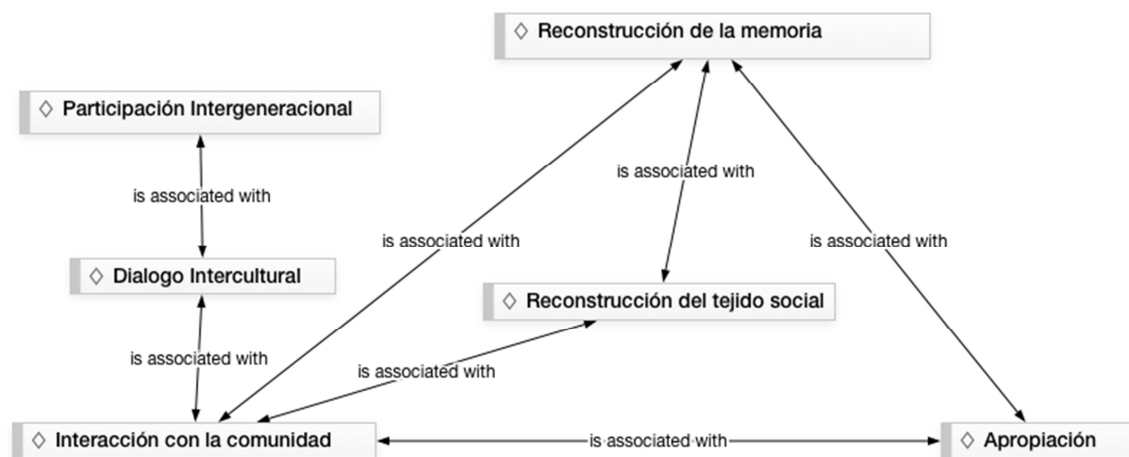 Reconstrucción de la memoria
Participación Intergeneracional
is associated with
is associated with
is associated with
is associated with
Dialogo Intercultural
Reconstrucción del tejido social
is associated with
is associated with
Interacción con la comunidad
is associated with
Apropiación